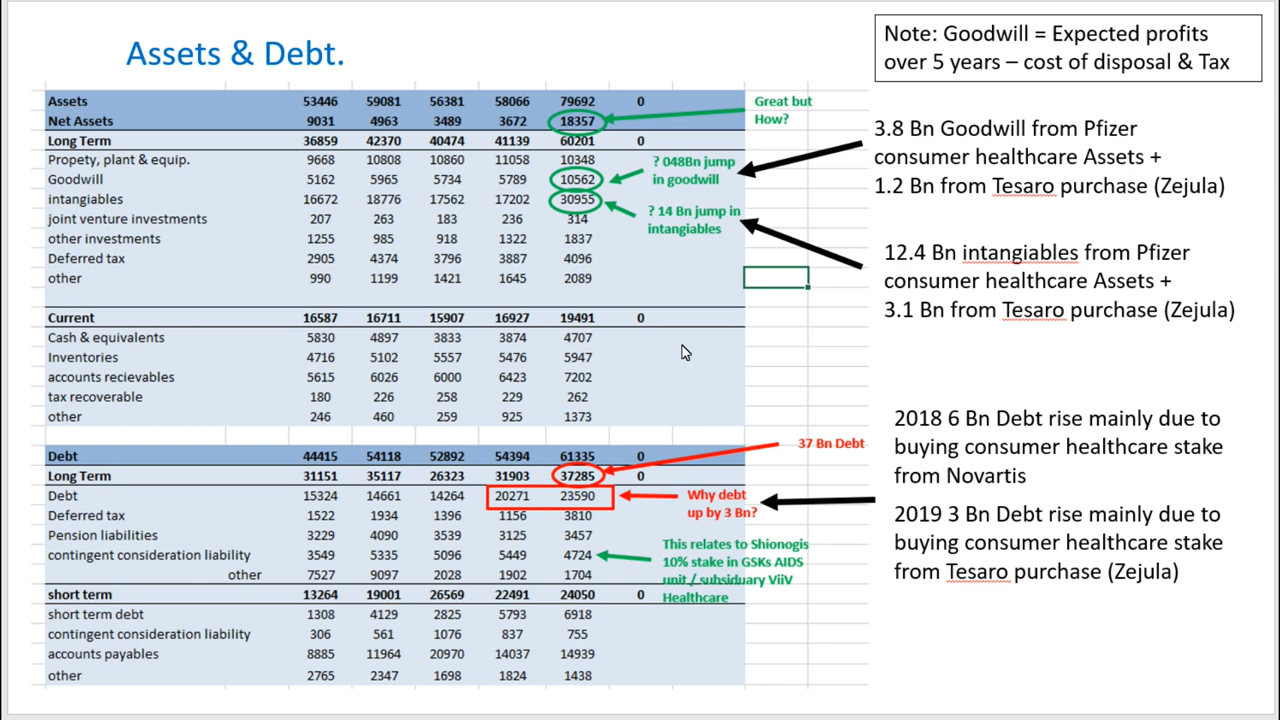 Assets & Debt.
Note: Goodwill = Expected profits
over 5 years – cost of disposal & Tax
Assets 53446 59081 56381 58066 79692 0
Net Assets 9031 4963 3489 3672 18357
Long Term 36859 42370 40474 41139 60201 0
Propety, plant & equip. 9668 10808 10860 11058 10348
Goodwill 5162 5965 5734 5789 10562
intangibles 16672 18776 17562 17202 30955
joint venture investments 207 263 183 236 314
other investments 1255 985 918 1322 1837
Deferred tax 2905 4374 3796 3887 4096
other 990 1199 1421 1645 2089
Current 16587 16711 15907 16927 19491 0
Cash & equivalents 5830 4897 3833 3874 4707
Inventories 4716 5102 5557 5476 5947
accounts recievables 5615 6026 6000 6423 7202
tax recoverable 180 226 258 229 262
other 246 460 259 925 1373
Debt 44415 54118 52892 54394 61335 0
Long Term 31151 35117 26323 31903 37285 0
Debt 15324 14661 14264 20271 23590
Deferred tax 1522 1934 1396 1156 3810
Pension liabilities 3229 4090 3539 3125 3457
contingent consideration liability 3549 5335 5096 5449 4724
other 7527 9097 2028 1902 1704
short term 13264 19001 26569 22491 24050 0
short term debt 1308 4129 2825 5793 6918
contingent consideration liability 306 561 1076 837 755
accounts payables 8885 11964 20970 14037 14939
other 2765 2347 1698 1824 1438
Great but
How?
? 048Bn jump
in goodwill
? 14 Bn jump in
intangibles
37 Bn Debt
Why debt
up by 3 Bn?
This relates to Shionogis
10% stake in GSKs AIDS
unit / subsiduary ViiV
Healthcare
3.8 Bn Goodwill from Pfizer
consumer healthcare Assets +
1.2 Bn from Tesaro purchase (Zejula)
12.4 Bn intangibles from Pfizer
consumer healthcare Assets +
3.1 Bn from Tesaro purchase (Zejula)
2018 6 Bn Debt rise mainly due to
buying consumer healthcare stake
from Novartis
2019 3 Bn Debt rise mainly due to
buying consumer healthcare stake
from Tesaro purchase (Zejula)